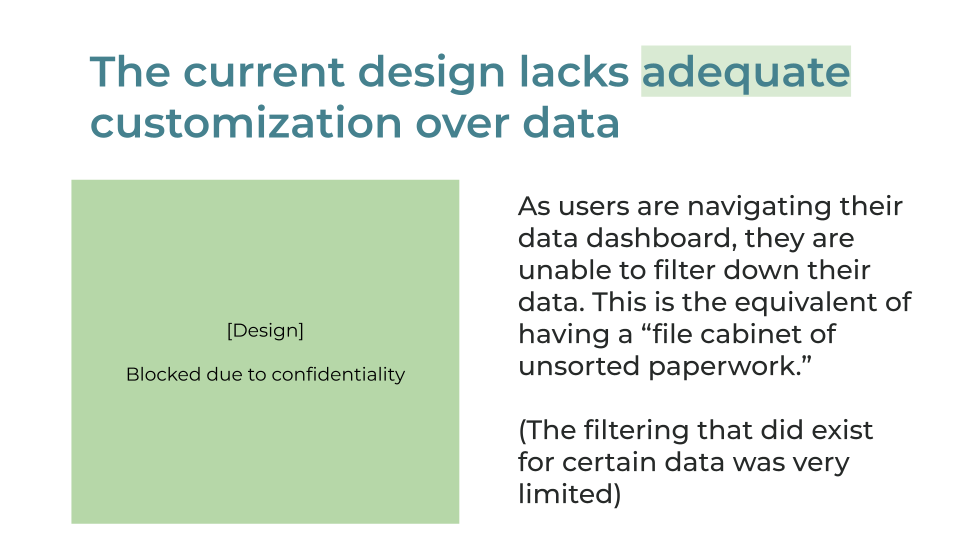 The current design lacks adequate
customization over data
[Design]
Blocked due to confidentiality
As users are navigating their
data dashboard, they are
unable to filter down their
data. This is the equivalent of
having a “file cabinet of
unsorted paperwork.”
(The filtering that did exist
for certain data was very
limited)